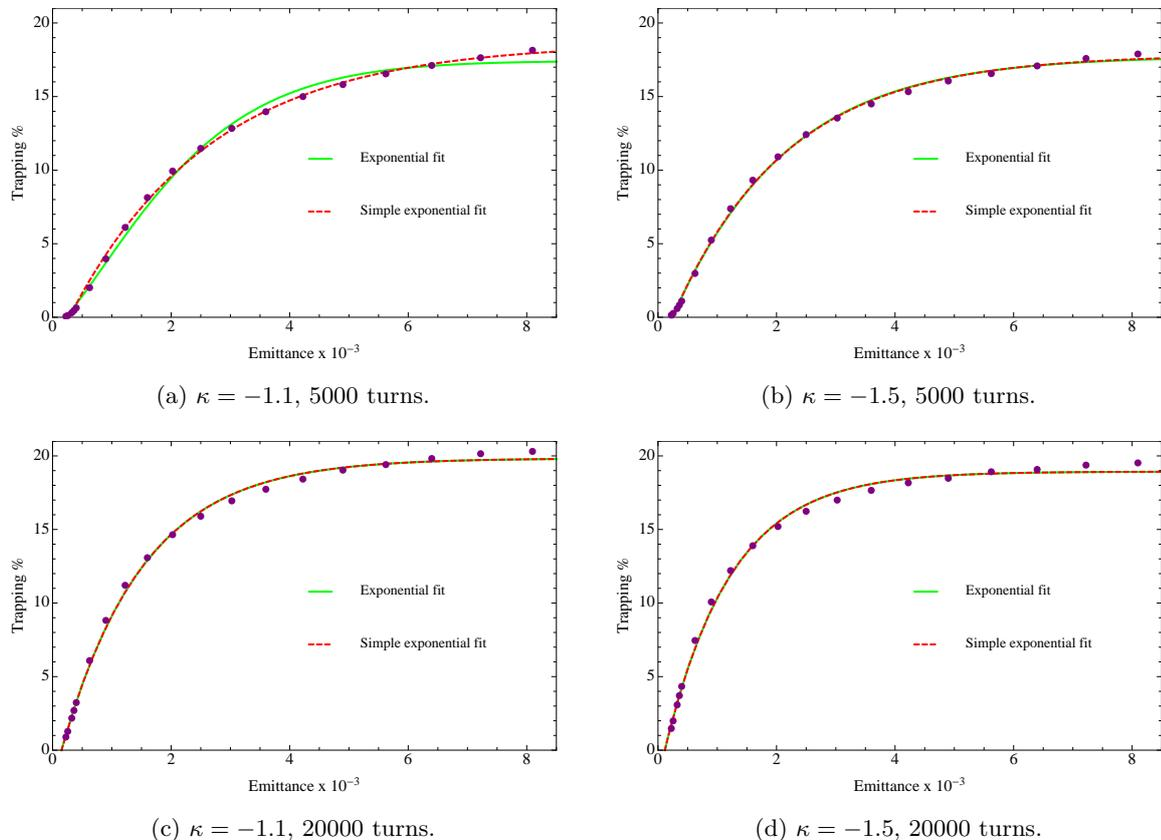 20
15
10
5
0
Trapping %
Exponential fit
Simple exponential fit
0 2 4 6 8
Emittance x 10⁻³
(a) κ = −1.1, 5000 turns.
20
15
10
5
0
Trapping %
Exponential fit
Simple exponential fit
0 2 4 6 8
Emittance x 10⁻³
(b) κ = −1.5, 5000 turns.
20
15
10
5
0
Trapping %
Exponential fit
Simple exponential fit
0 2 4 6 8
Emittance x 10⁻³
(c) κ = −1.1, 20000 turns.
20
15
10
5
0
Trapping %
Exponential fit
Simple exponential fit
0 2 4 6 8
Emittance x 10⁻³
(d) κ = −1.5, 20000 turns.